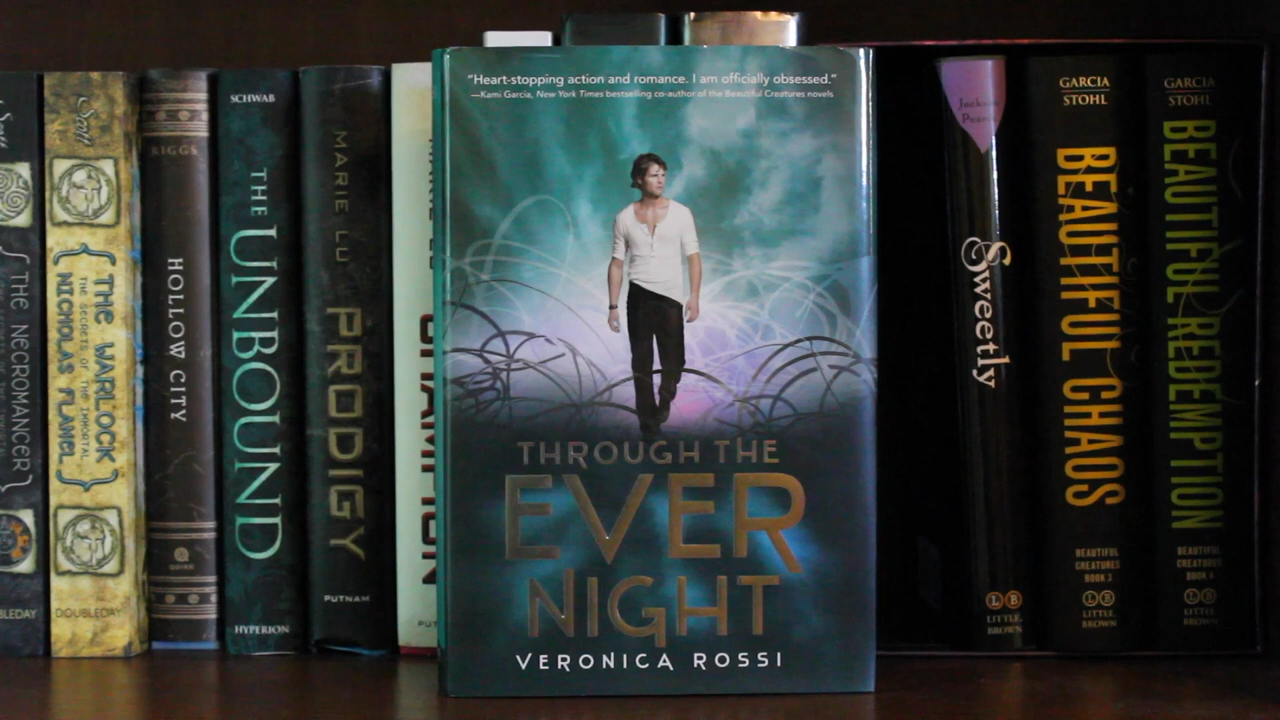 Scott
{ THE NECROMANCER }
Scott
{ THE WARLOCK }
THE SECRETS OF THE IMMORTAL
NICHOLAS FLAMEL
DOUBLEDAY
RIGGS
HOLLOW CITY
QUIRK
SCHWAB
THE UNBOUND
HYPERION
MARIE LU
PRODIGY
PUTNAM
“Heart-stopping action and romance. I am officially obsessed.”
—Kami Garcia, New York Times bestselling co-author of the Beautiful Creatures novels
THROUGH THE
EVER
NIGHT
VERONICA ROSSI
Jackson
Pearce
Sweetly
LB
LITTLE,
BROWN
GARCIA
STOHL
BEAUTIFUL CHAOS
BEAUTIFUL
CREATURES
BOOK 3
LB
LITTLE
BROWN
GARCIA
STOHL
BEAUTIFUL REDEMPTION
BEAUTIFUL
CREATURES
BOOK 4
LB
LITTLE
BROWN